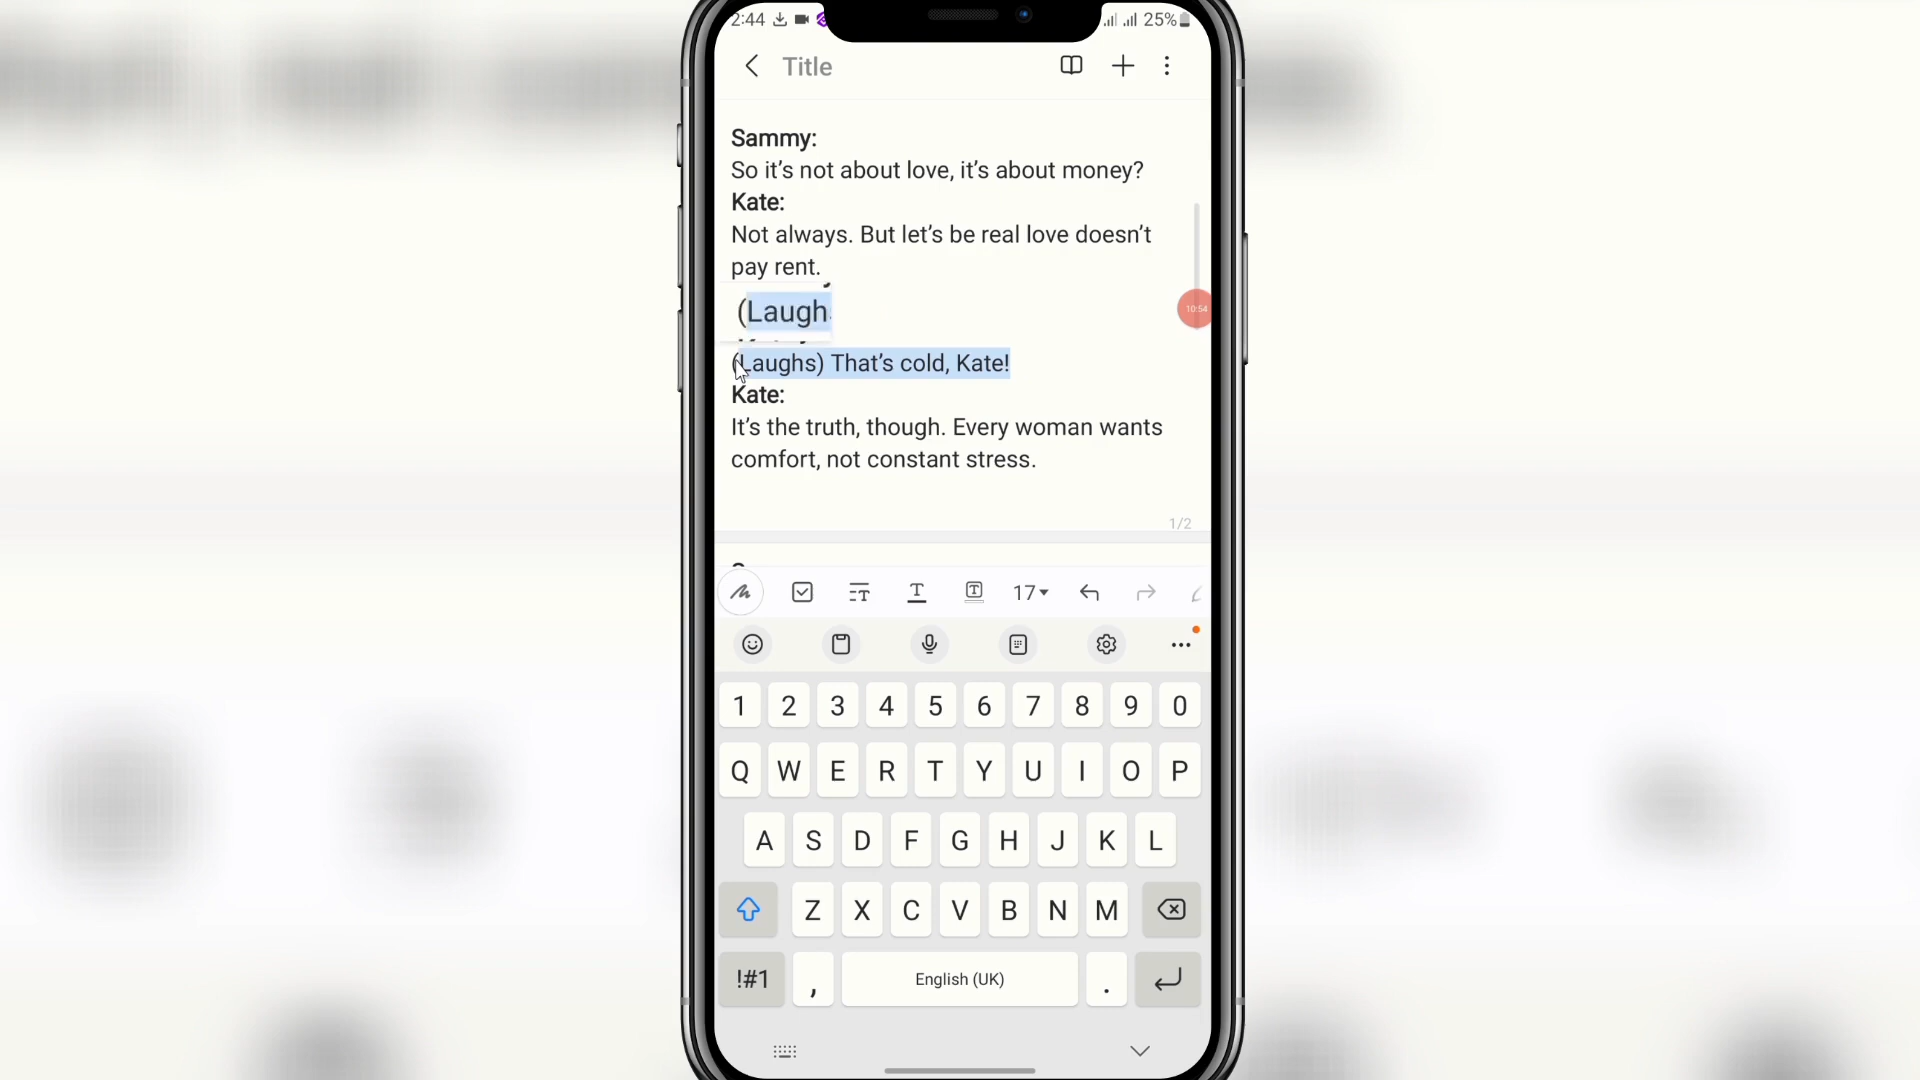 2:44
25%
Title
Sammy:
So it’s not about love, it’s about money?
Kate:
Not always. But let’s be real love doesn’t
pay rent.
(Laugh
10:54
(Laughs) That’s cold, Kate!
Kate:
It’s the truth, though. Every woman wants
comfort, not constant stress.
1/2
17
1 2 3 4 5 6 7 8 9 0
Q W E R T Y U I O P
A S D F G H J K L
Z X C V B N M
!#1 , English (UK) .